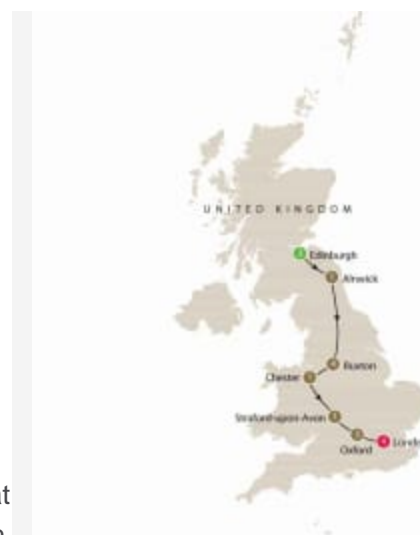 UNITED KINGDOM
Edinburgh
Alnwick
Buxton
Chester
Stratford-upon-Avon
Oxford